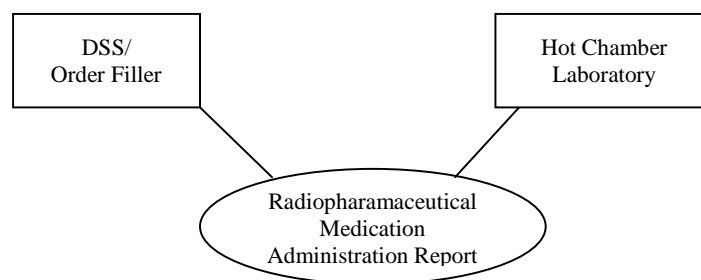 DSS/
Order Filler
Hot Chamber
Laboratory
Radiopharamaceutical
Medication
Administration Report